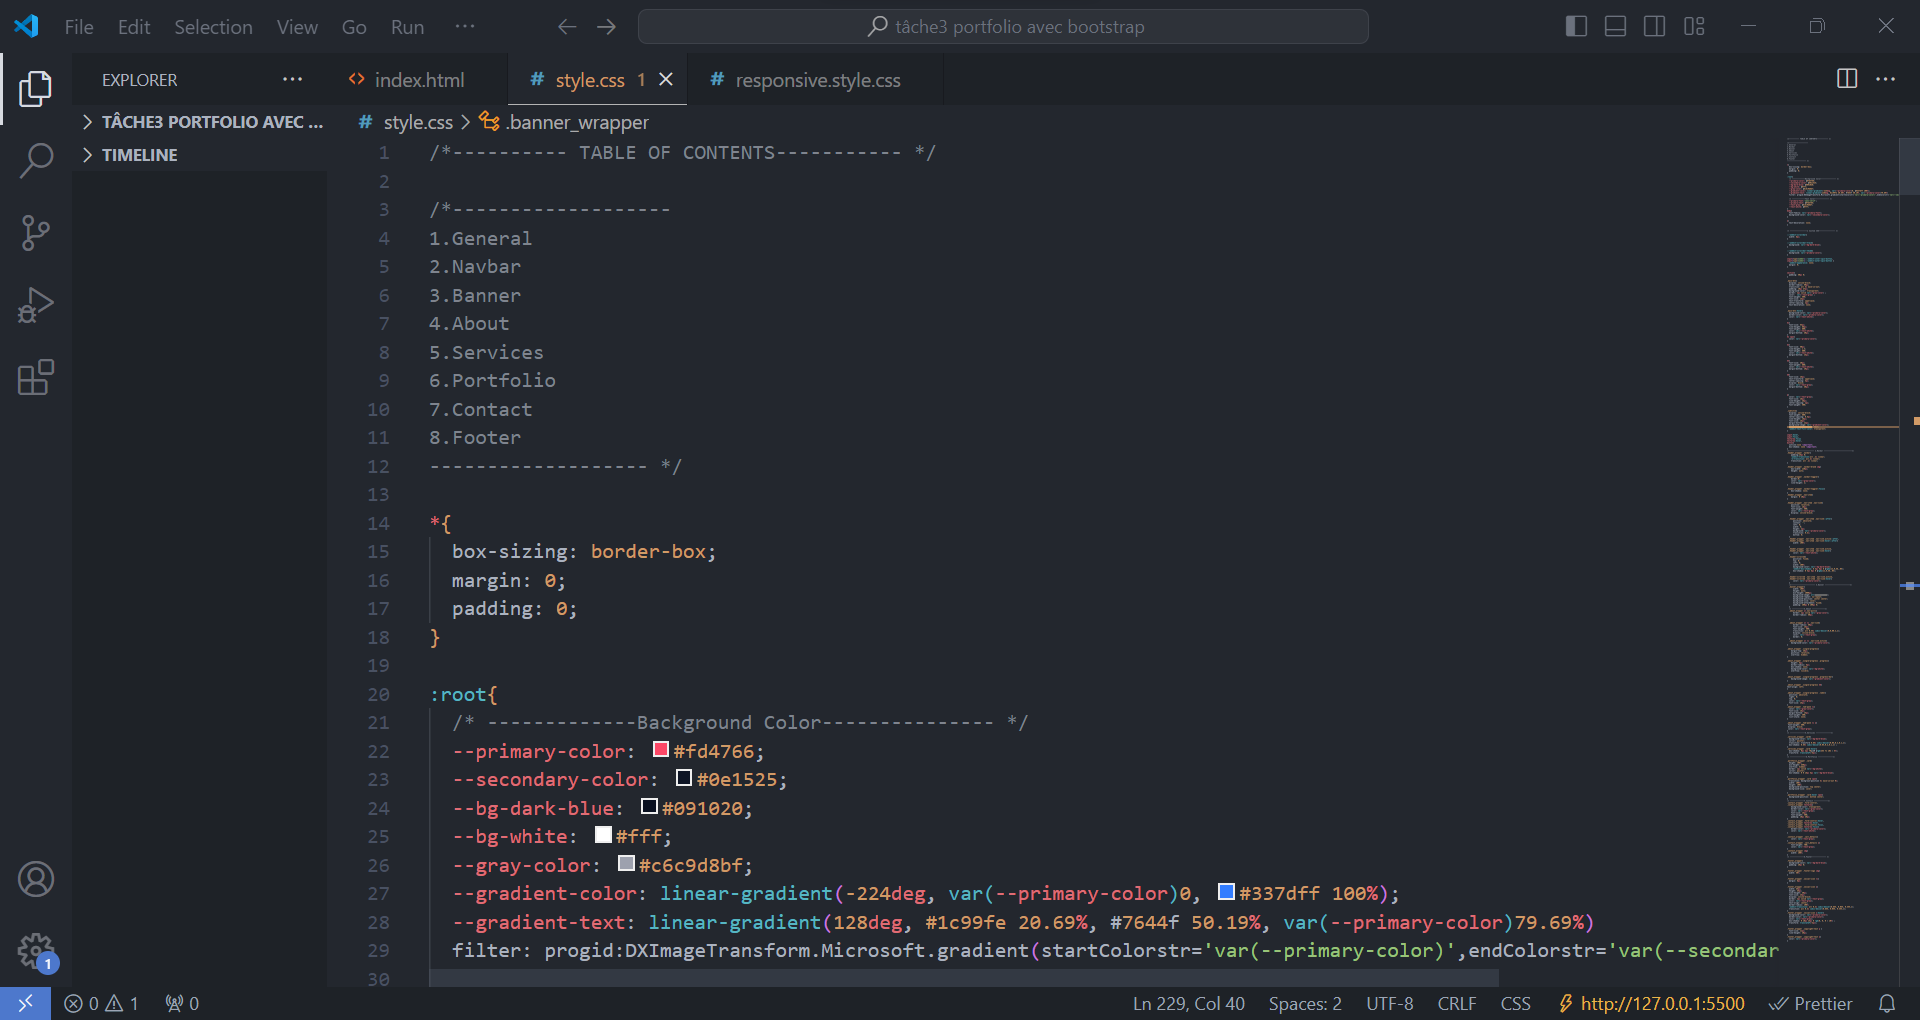 File Edit Selection View Go Run ··· tâche3 portfolio avec bootstrap
EXPLORER ··· <> index.html # style.css 1 # responsive.style.css ···
TÂCHE3 PORTFOLIO AVEC ...
TIMELINE
# style.css > .banner_wrapper
1 /*---------- TABLE OF CONTENTS----------- */
2
3 /*-------------------
4 1.General
5 2.Navbar
6 3.Banner
7 4.About
8 5.Services
9 6.Portfolio
10 7.Contact
11 8.Footer
12 ------------------- */
13
14 *{
15 box-sizing: border-box;
16 margin: 0;
17 padding: 0;
18 }
19
20 :root{
21 /* -------------Background Color--------------- */
22 --primary-color: #fd4766;
23 --secondary-color: #0e1525;
24 --bg-dark-blue: #091020;
25 --bg-white: #fff;
26 --gray-color: #c6c9d8bf;
27 --gradient-color: linear-gradient(-224deg, var(--primary-color)0, #337dff 100%);
28 --gradient-text: linear-gradient(128deg, #1c99fe 20.69%, #7644f 50.19%, var(--primary-color)79.69%)
29 filter: progid:DXImageTransform.Microsoft.gradient(startColorstr='var(--primary-color)',endColorstr='var(--secondar
30
1
0 1 0 Ln 229, Col 40 Spaces: 2 UTF-8 CRLF CSS http://127.0.0.1:5500 Prettier